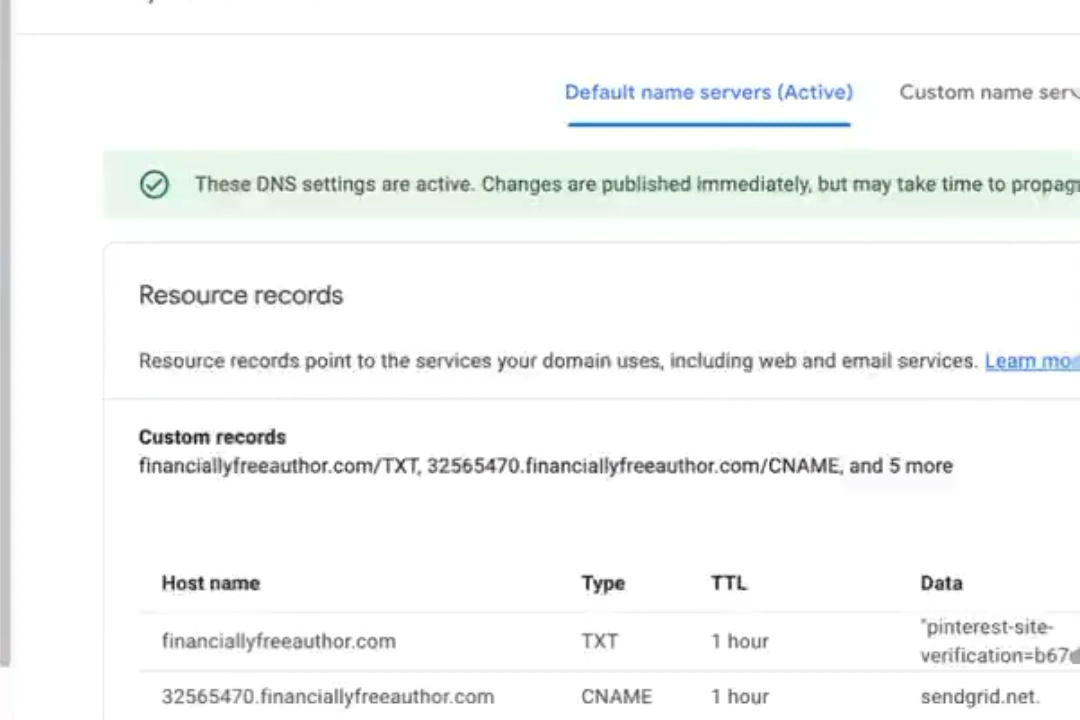 Default name servers (Active) Custom name serv
These DNS settings are active. Changes are published immediately, but may take time to propag
Resource records
Resource records point to the services your domain uses, including web and email services. Learn mo
Custom records
financiallyfreeauthor.com/TXT, 32565470.financiallyfreeauthor.com/CNAME, and 5 more
Host name Type TTL Data
financiallyfreeauthor.com TXT 1 hour "pinterest-site-
verification=b67
32565470.financiallyfreeauthor.com CNAME 1 hour sendgrid.net.